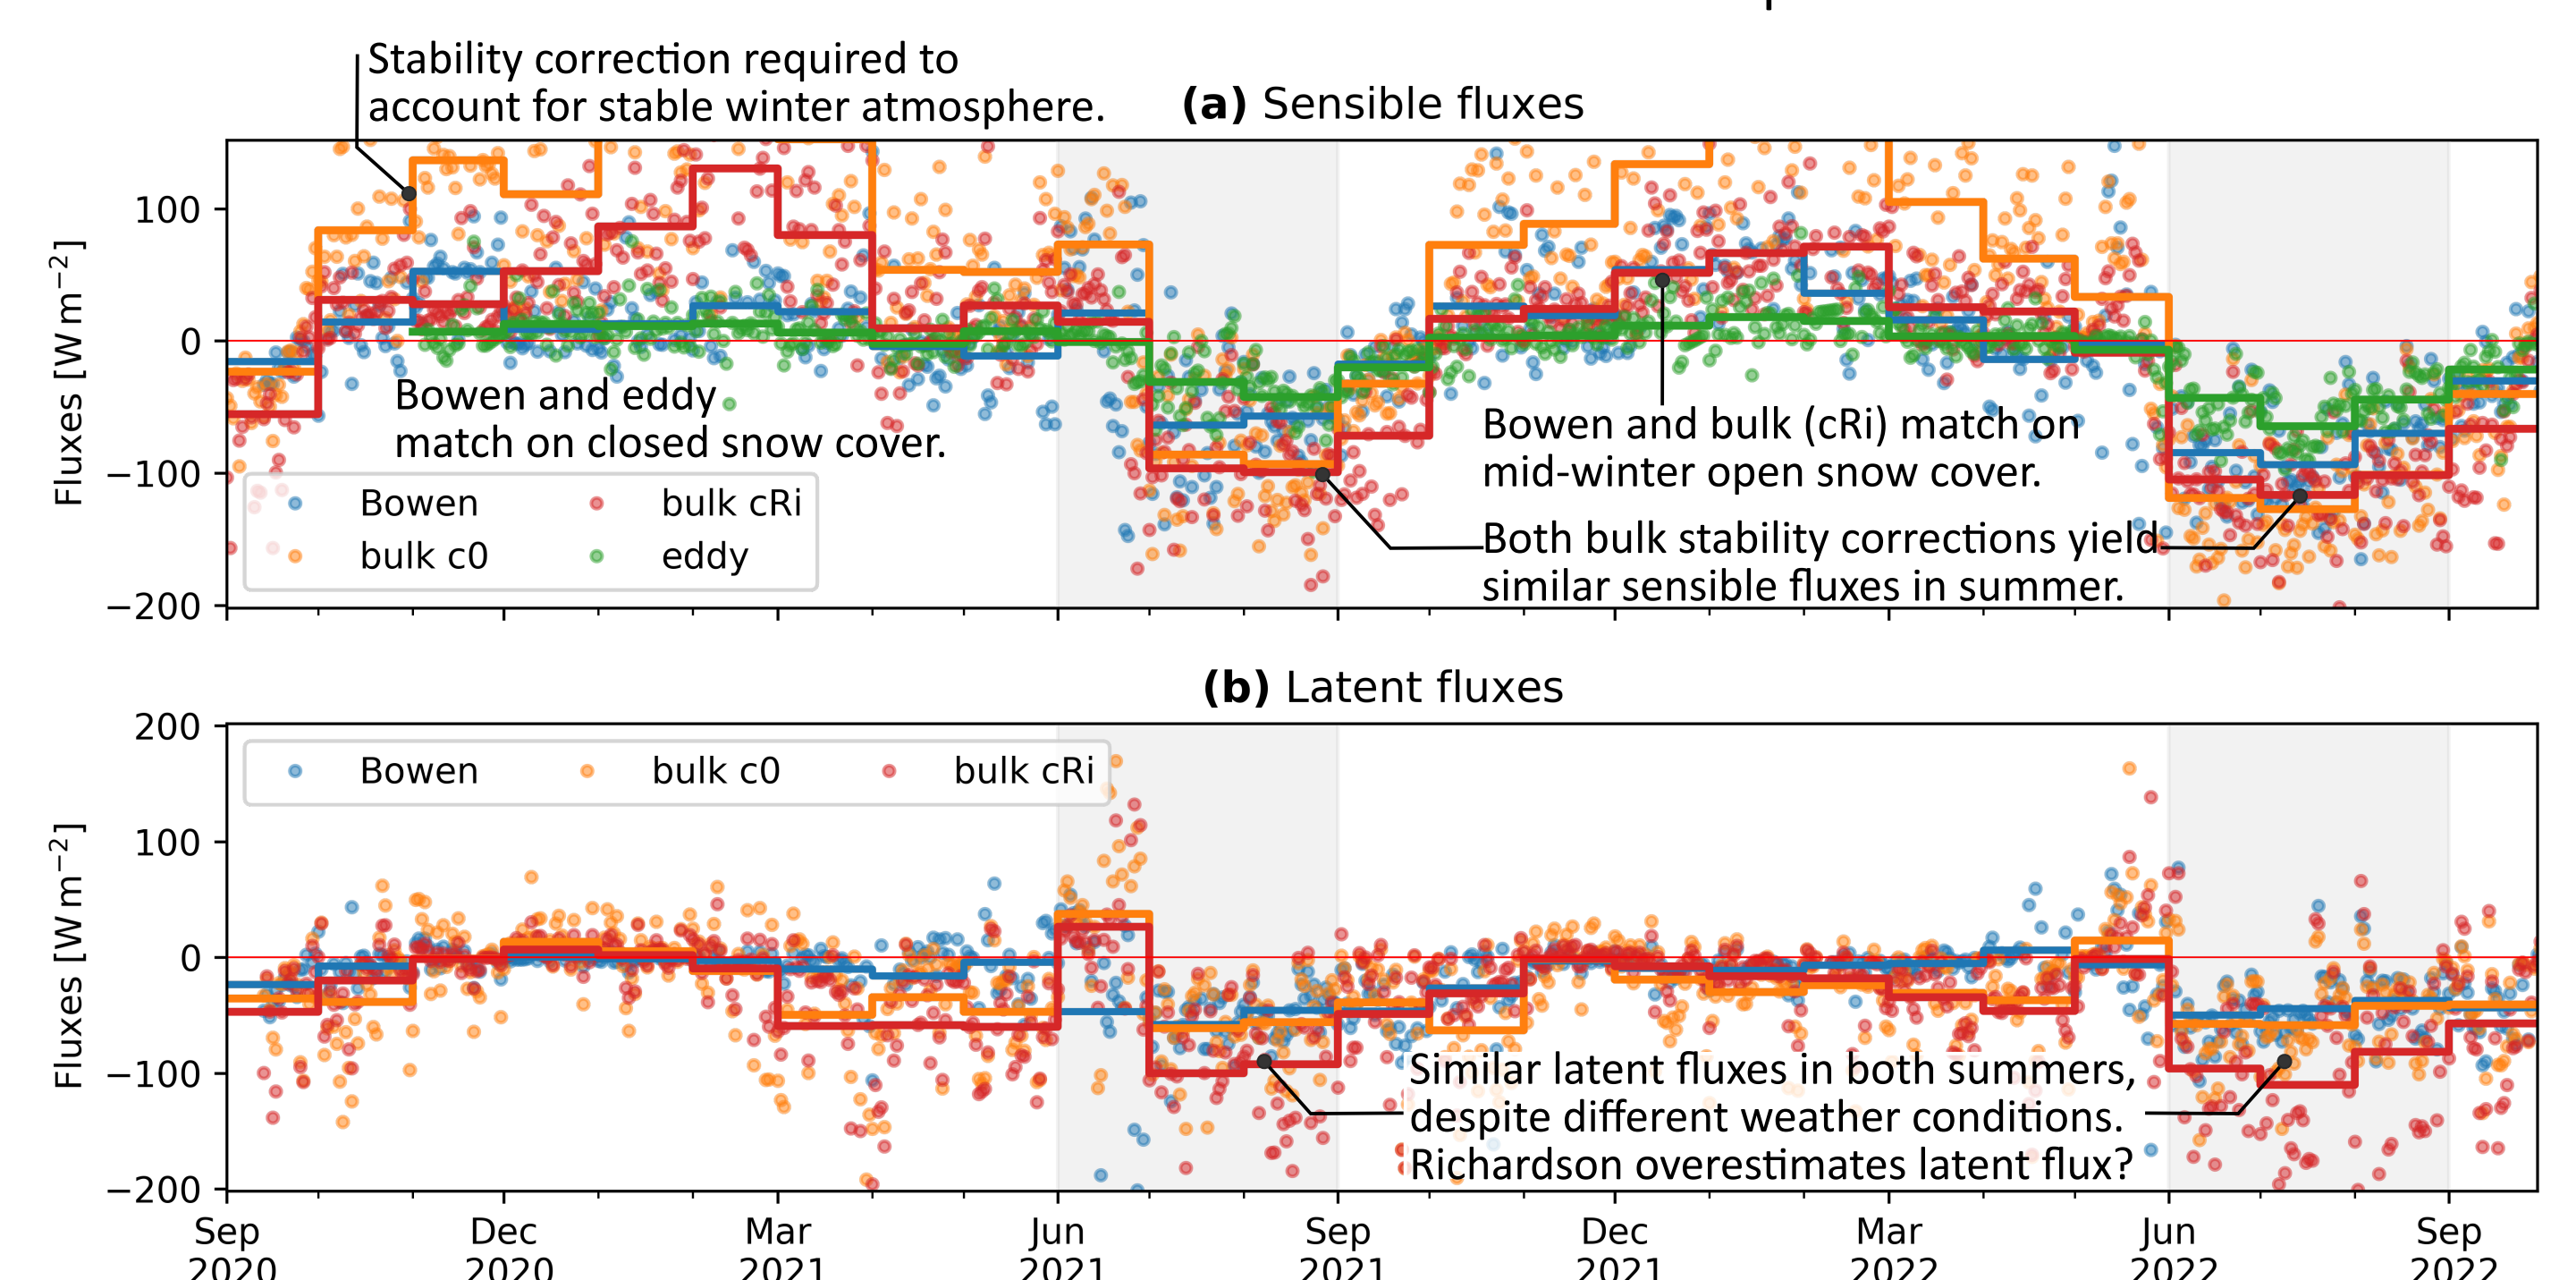 Stability correction required to
account for stable winter atmosphere.
(a) Sensible fluxes
Fluxes [W m−2]
100
0
−100
−200
Bowen and eddy
match on closed snow cover.
Bowen
bulk cRi
bulk c0
eddy
Bowen and bulk (cRi) match on
mid-winter open snow cover.
Both bulk stability corrections yield
similar sensible fluxes in summer.
(b) Latent fluxes
Fluxes [W m−2]
200
100
0
−100
−200
Bowen
bulk c0
bulk cRi
Similar latent fluxes in both summers,
despite different weather conditions.
Richardson overestimates latent flux?
Sep
2020
Dec
2020
Mar
2021
Jun
2021
Sep
2021
Dec
2021
Mar
2022
Jun
2022
Sep
2022